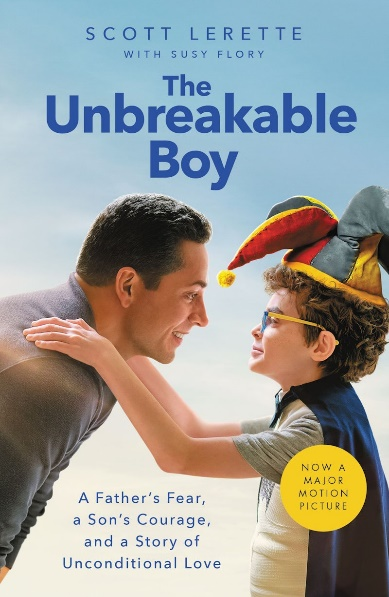 SCOTT LERETTE
WITH SUSY FLORY
The
Unbreakable
Boy
NOW A
MAJOR
MOTION
PICTURE
A Father's Fear,
a Son's Courage,
and a Story of
Unconditional Love